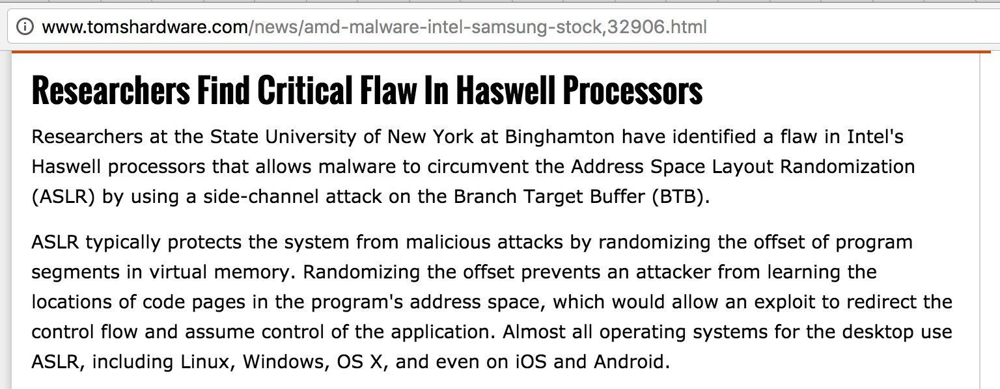 www.tomshardware.com/news/amd-malware-intel-samsung-stock,32906.html
Researchers Find Critical Flaw In Haswell Processors
Researchers at the State University of New York at Binghamton have identified a flaw in Intel's
Haswell processors that allows malware to circumvent the Address Space Layout Randomization
(ASLR) by using a side-channel attack on the Branch Target Buffer (BTB).
ASLR typically protects the system from malicious attacks by randomizing the offset of program
segments in virtual memory. Randomizing the offset prevents an attacker from learning the
locations of code pages in the program's address space, which would allow an exploit to redirect the
control flow and assume control of the application. Almost all operating systems for the desktop use
ASLR, including Linux, Windows, OS X, and even on iOS and Android.